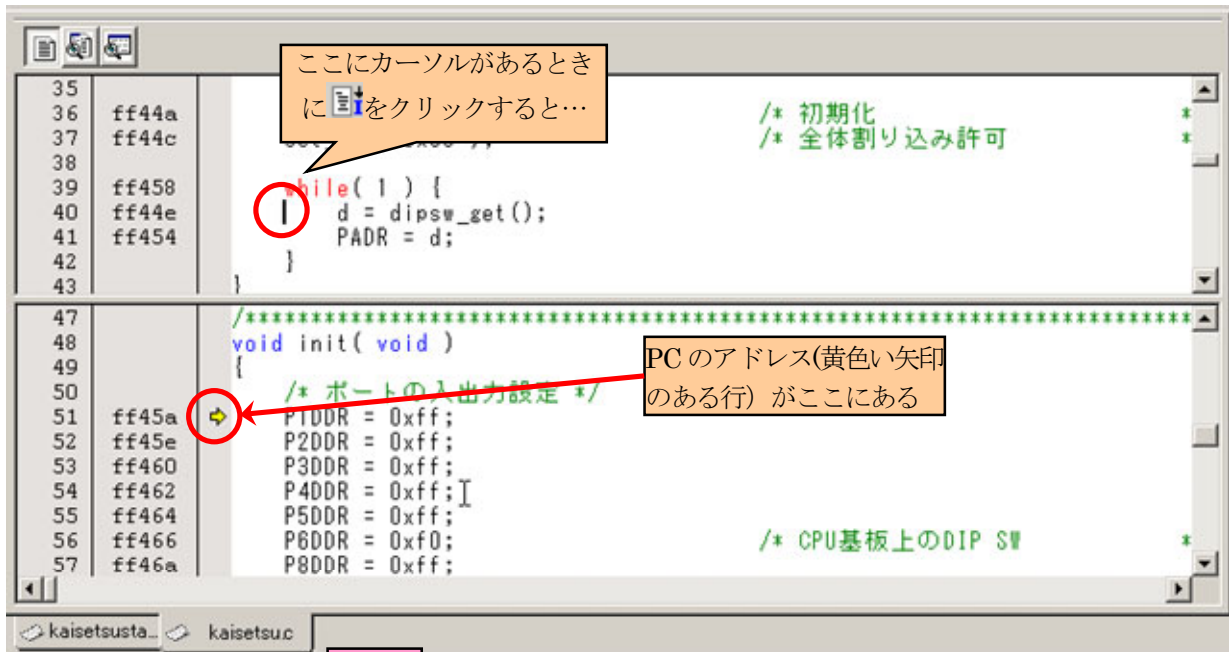 ここにカーソルがあるとき
に をクリックすると…
35
36 ff44a /* 初期化 *
37 ff44c /* 全体割り込み許可 *
38
39 ff458 while( 1 ) {
40 ff44e d = dipsw_get();
41 ff454 PADR = d;
42 }
43 }
47 /************************************************************************
48 void init( void )
49 {
PC のアドレス(黄色い矢印
のある行) がここにある
50 /* ポートの入出力設定 */
51 ff45a P1DDR = 0xff;
52 ff45e P2DDR = 0xff;
53 ff460 P3DDR = 0xff;
54 ff462 P4DDR = 0xff;
55 ff464 P5DDR = 0xff;
56 ff466 P6DDR = 0xf0; /* CPU基板上のDIP SW *
57 ff46a P8DDR = 0xff;
kaisetsusta... kaisetsu.c